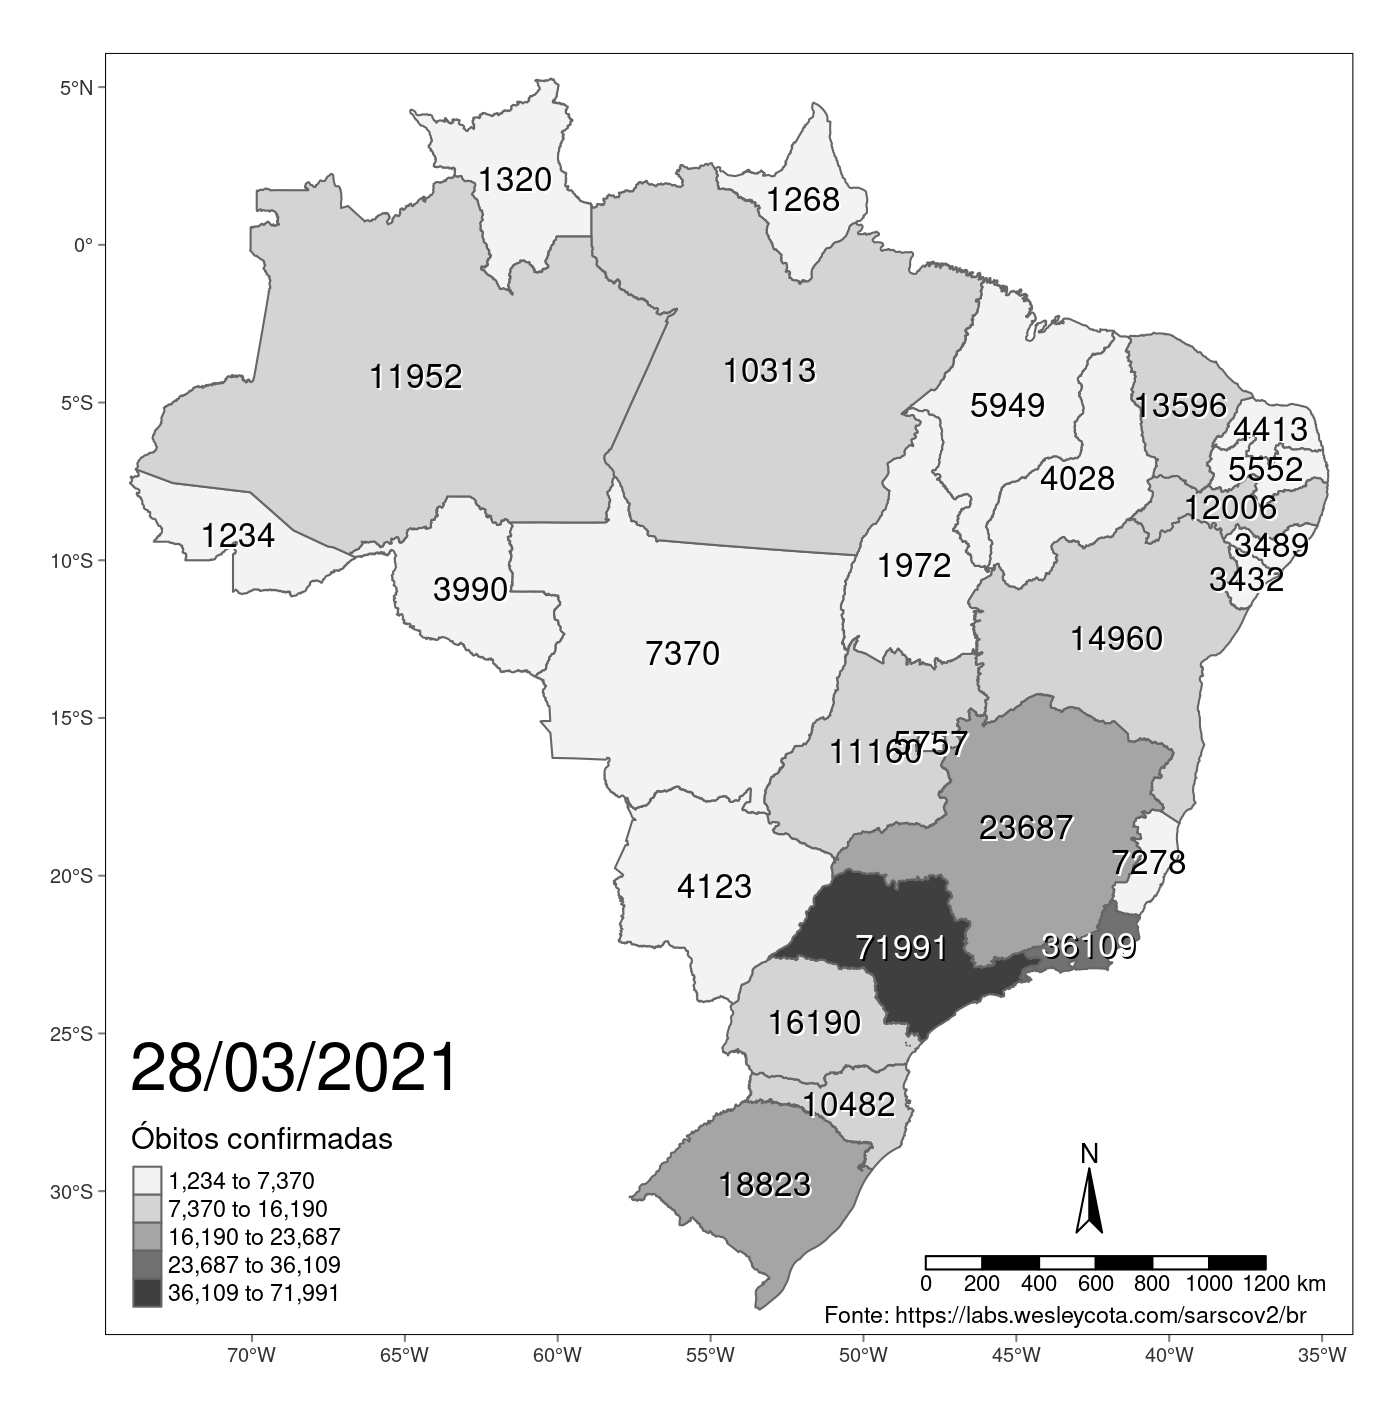 5°N
0°
5°S
10°S
15°S
20°S
25°S
30°S
1320
1268
11952
10313
5949
13596
4413
5552
4028
12006
1234
3489
3990
1972
3432
14960
7370
5757
11160
23687
7278
4123
71991
36109
16190
10482
18823
28/03/2021
Óbitos confirmadas
1,234 to 7,370
7,370 to 16,190
16,190 to 23,687
23,687 to 36,109
36,109 to 71,991
N
0 200 400 600 800 1000 1200 km
Fonte: https://labs.wesleycota.com/sarscov2/br
70°W 65°W 60°W 55°W 50°W 45°W 40°W 35°W